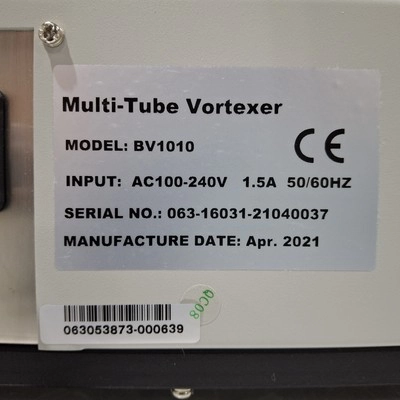 Multi-Tube Vortexer
MODEL: BV1010
CE
INPUT: AC100-240V 1.5A 50/60HZ
SERIAL NO.: 063-16031-21040037
MANUFACTURE DATE: Apr. 2021
QC08
063053873-000639